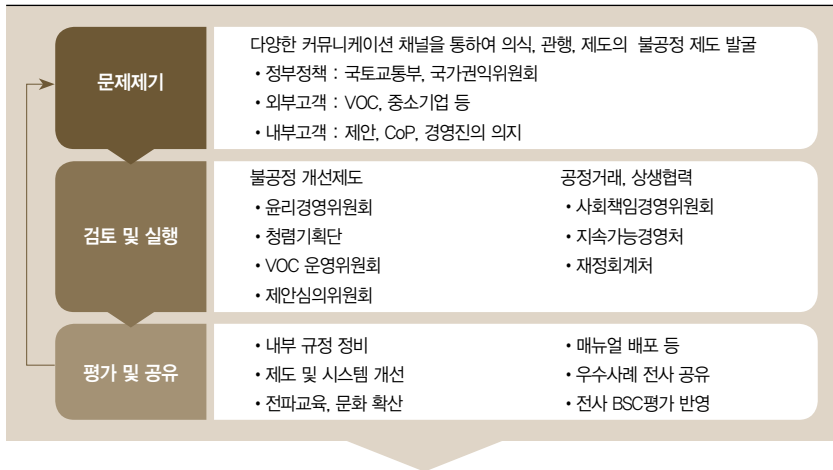 문제제기
다양한 커뮤니케이션 채널을 통하여 의식, 관행, 제도의 불공정 제도 발굴
• 정부정책 : 국토교통부, 국가권익위원회
• 외부고객 : VOC, 중소기업 등
• 내부고객 : 제안, CoP, 경영진의 의지
검토 및 실행
불공정 개선제도
• 윤리경영위원회
• 청렴기획단
• VOC 운영위원회
• 제안심의위원회
공정거래, 상생협력
• 사회책임경영위원회
• 지속가능경영처
• 재정회계처
평가 및 공유
• 내부 규정 정비
• 제도 및 시스템 개선
• 전파교육, 문화 확산
• 매뉴얼 배포 등
• 우수사례 전사 공유
• 전사 BSC평가 반영